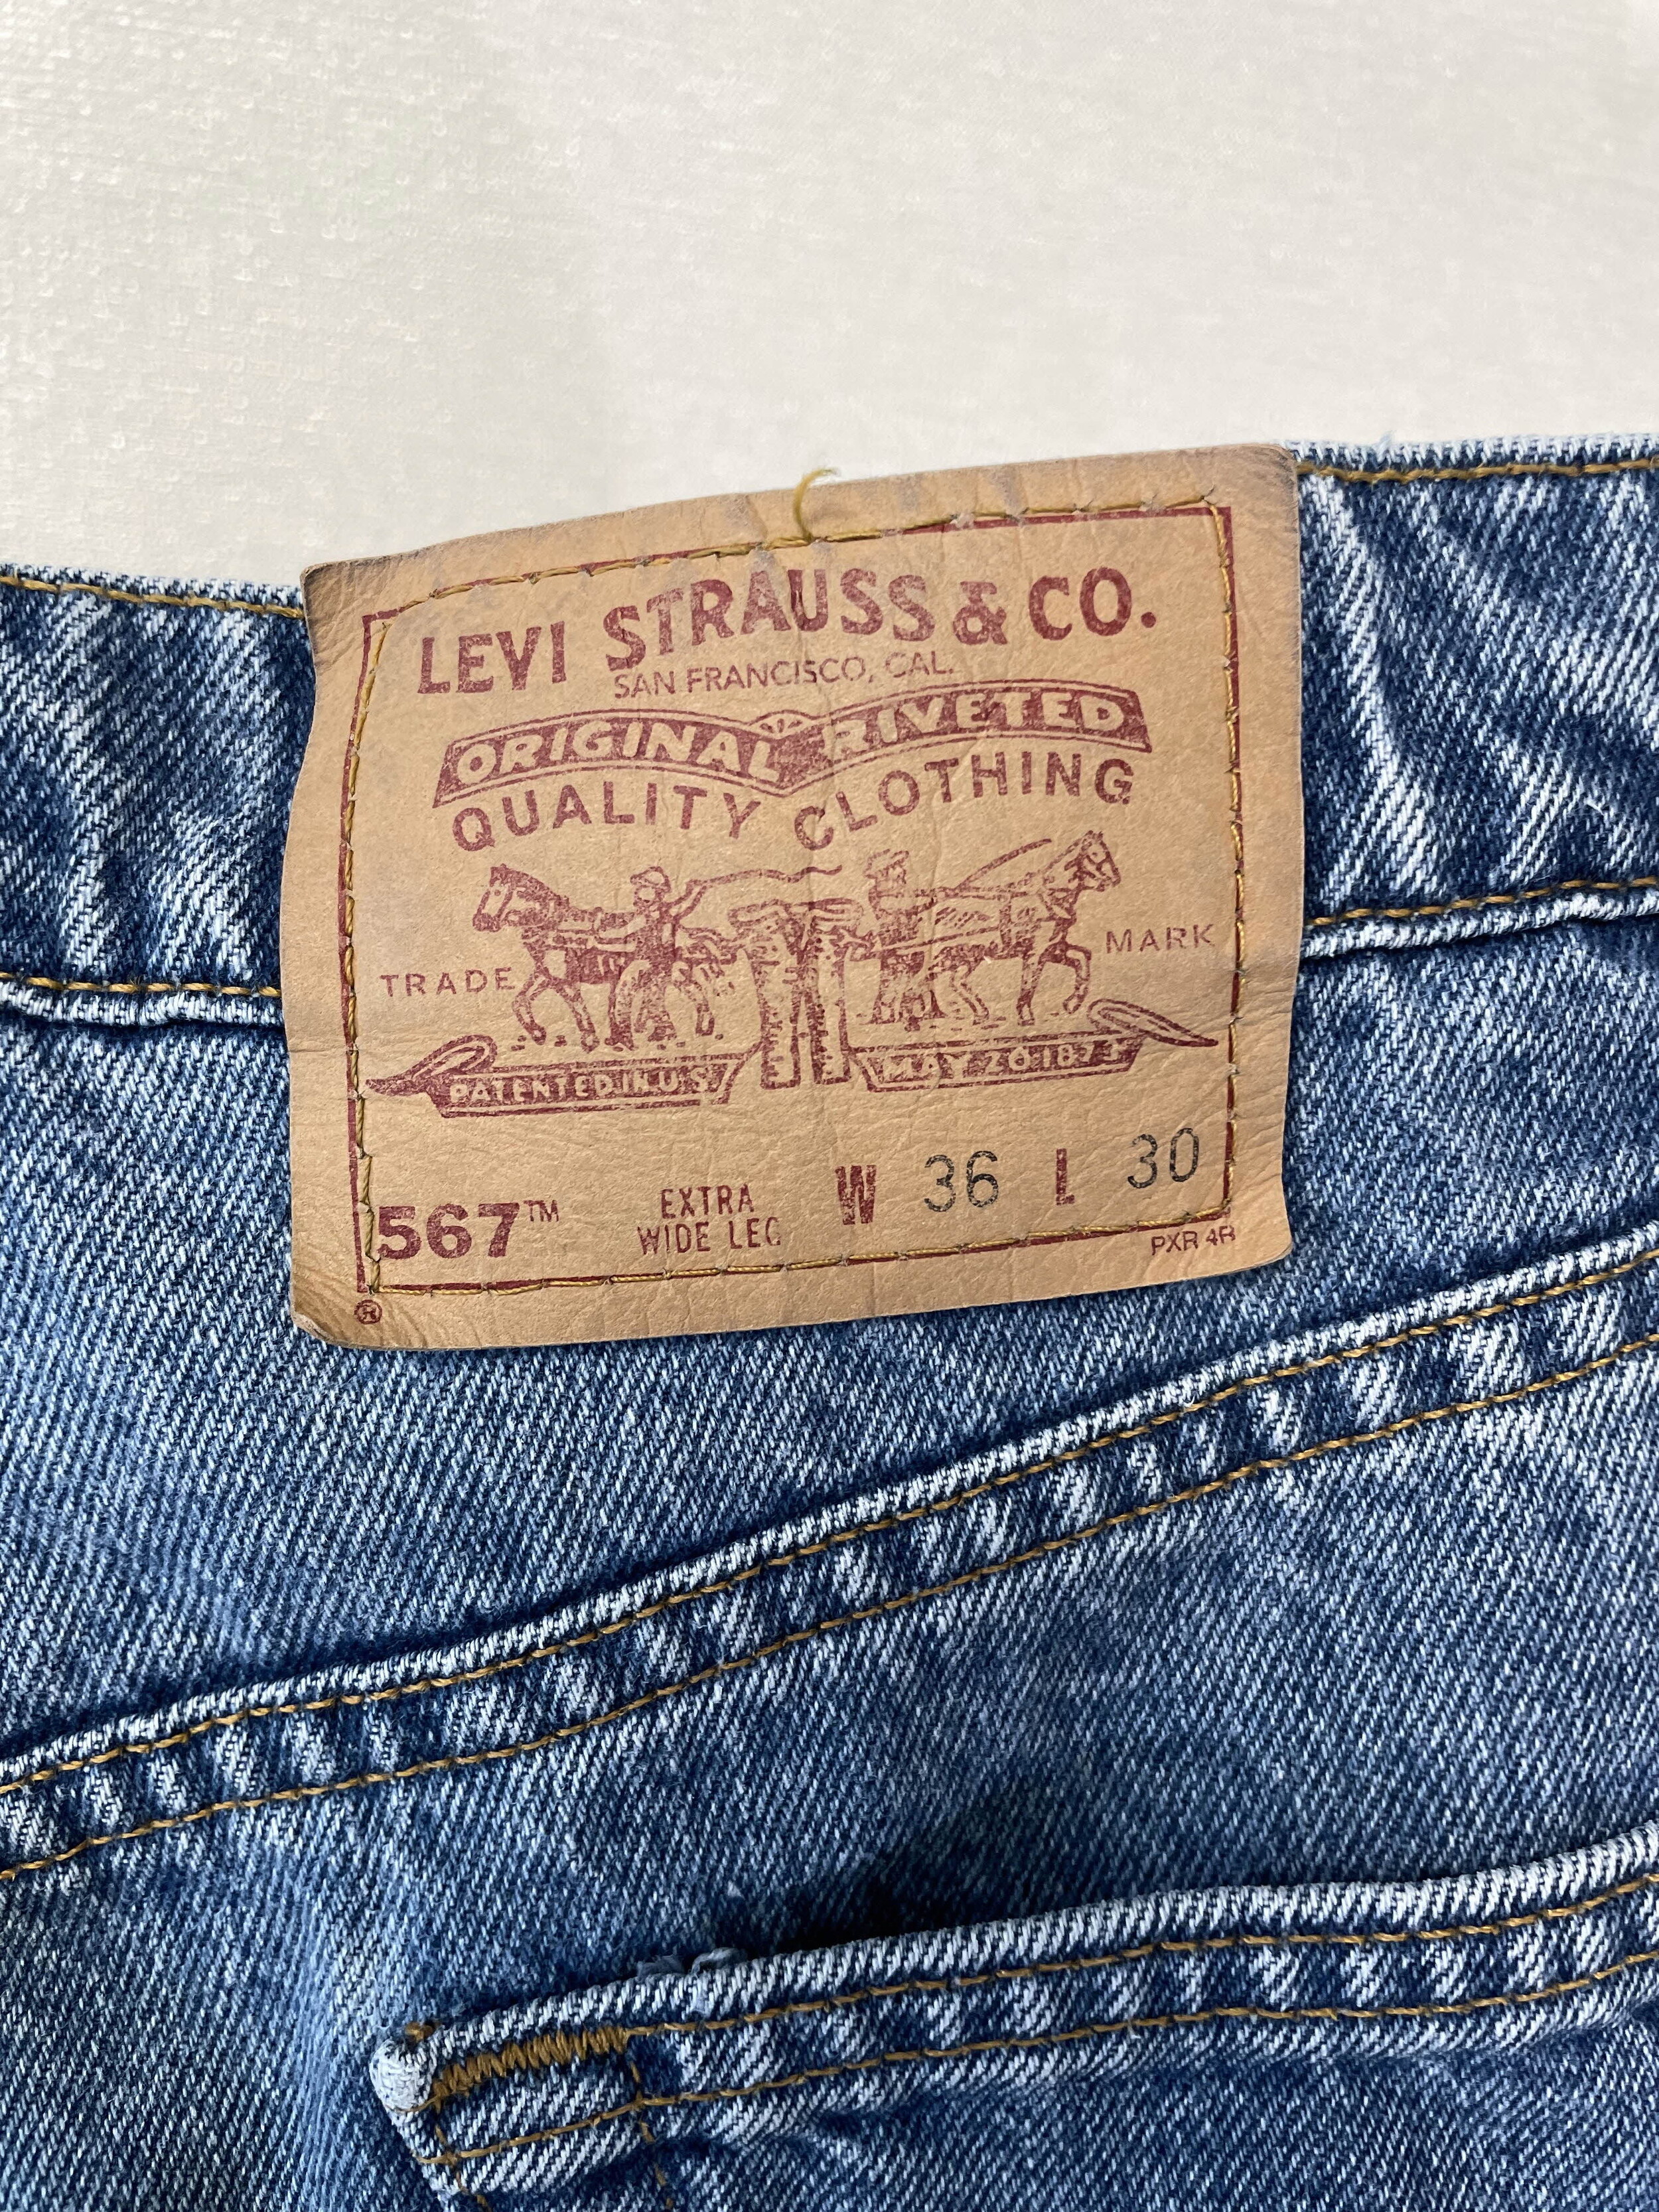 LEVI STRAUSS & CO.
SAN FRANCISCO, CAL.
ORIGINAL RIVETED
QUALITY CLOTHING
TRADE MARK
PATENTED IN U.S. MAY 20 1873
567™ EXTRA WIDE LEG W 36 L 30
PXR 4R
®